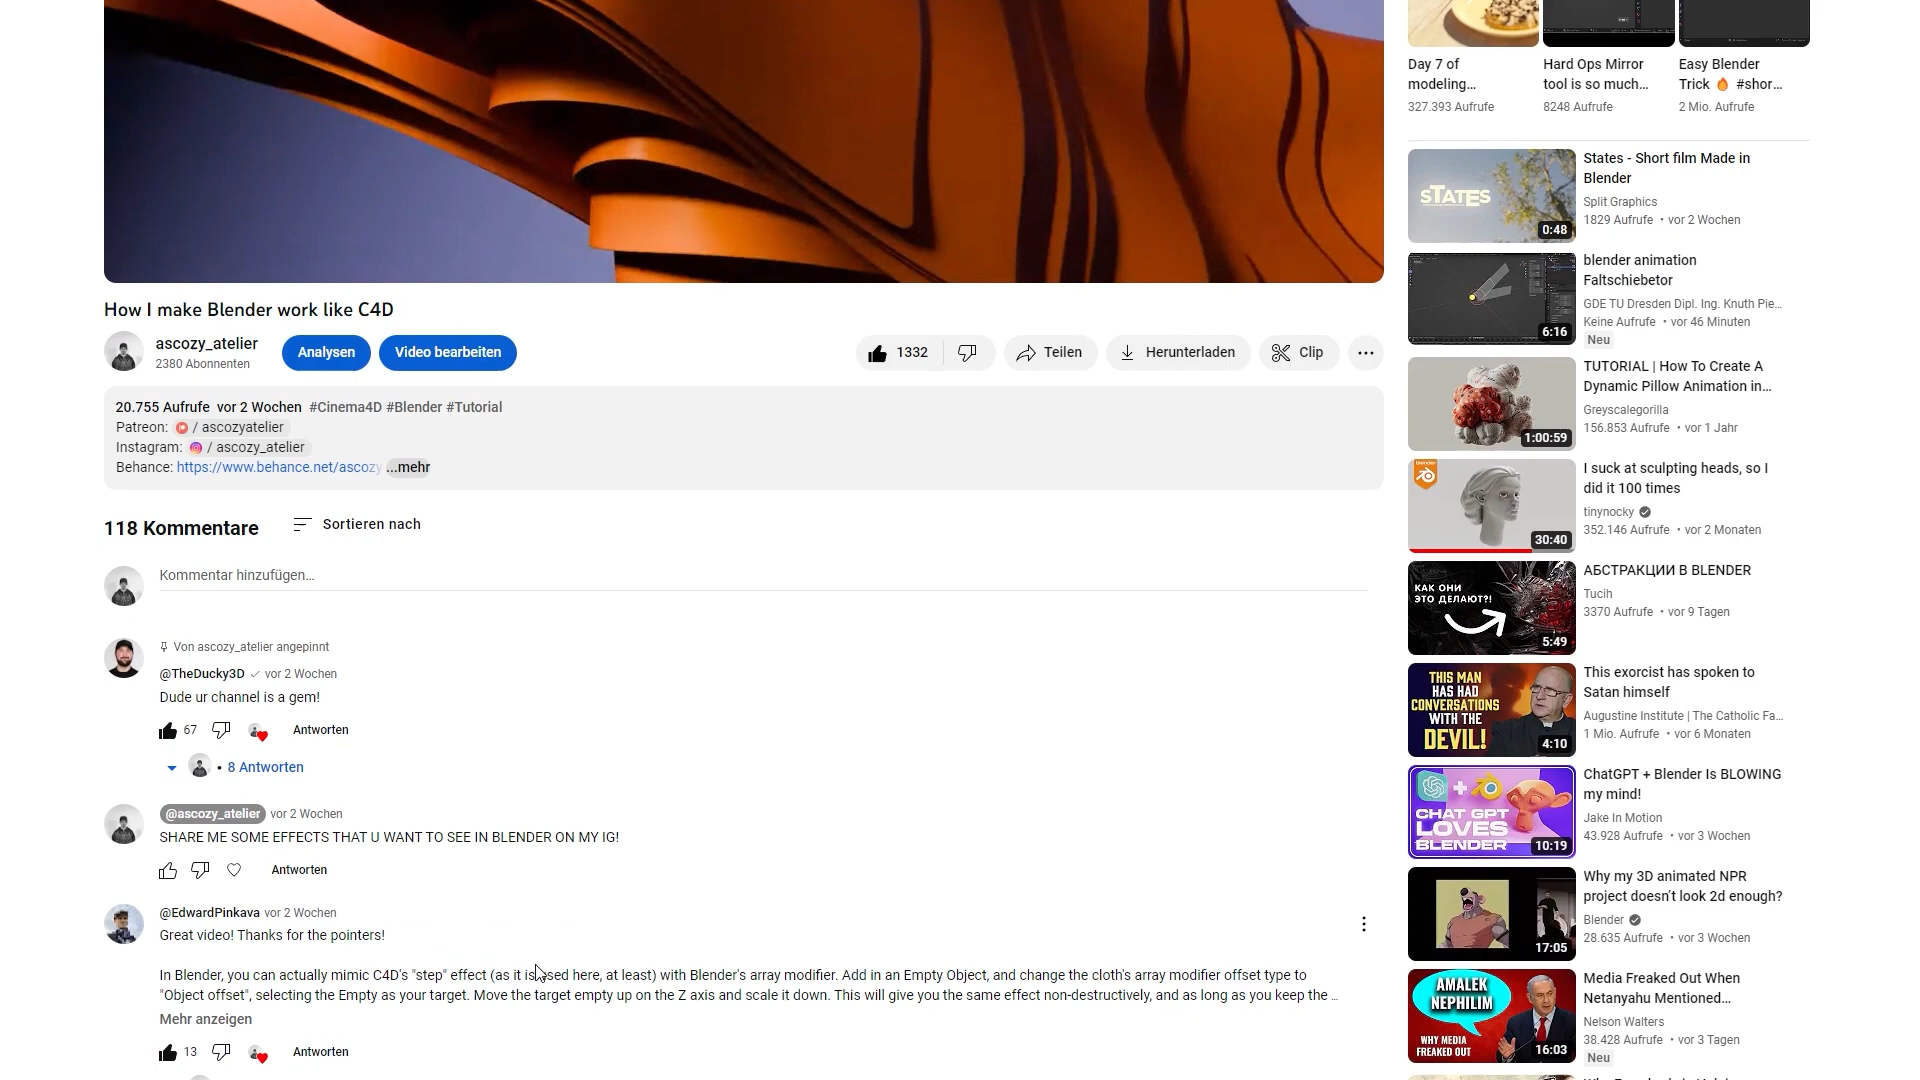 How I make Blender work like C4D
ascozy_atelier
2380 Abonnenten
Analysen
Video bearbeiten
1332
Teilen
Herunterladen
Clip
20.755 Aufrufe vor 2 Wochen #Cinema4D #Blender #Tutorial
Patreon: / ascozyatelier
Instagram: / ascozy_atelier
Behance: https://www.behance.net/ascozy ...mehr
118 Kommentare
Sortieren nach
Kommentar hinzufügen...
Von ascozy_atelier angepinnt
@TheDucky3D vor 2 Wochen
Dude ur channel is a gem!
67
Antworten
• 8 Antworten
@ascozy_atelier vor 2 Wochen
SHARE ME SOME EFFECTS THAT U WANT TO SEE IN BLENDER ON MY IG!
Antworten
@EdwardPinkava vor 2 Wochen
Great video! Thanks for the pointers!
In Blender, you can actually mimic C4D's "step" effect (as it is used here, at least) with Blender's array modifier. Add in an Empty Object, and change the cloth's array modifier offset type to
"Object offset", selecting the Empty as your target. Move the target empty up on the Z axis and scale it down. This will give you the same effect non-destructively, and as long as you keep the ...
Mehr anzeigen
13
Antworten
Day 7 of
modeling...
327.393 Aufrufe
Hard Ops Mirror
tool is so much...
8248 Aufrufe
Easy Blender
Trick 🔥 #shor...
2 Mio. Aufrufe
STATES
0:48
States - Short film Made in
Blender
Split Graphics
1829 Aufrufe • vor 2 Wochen
6:16
blender animation
Faltschiebetor
GDE TU Dresden Dipl. Ing. Knuth Pie...
Keine Aufrufe • vor 46 Minuten
Neu
1:00:59
TUTORIAL | How To Create A
Dynamic Pillow Animation in...
Greyscalegorilla
156.853 Aufrufe • vor 1 Jahr
blender
30:40
I suck at sculpting heads, so I
did it 100 times
tinynocky
352.146 Aufrufe • vor 2 Monaten
КАК ОНИ
ЭТО ДЕЛАЮТ?!
5:49
АБСТРАКЦИИ В BLENDER
Tucih
3370 Aufrufe • vor 9 Tagen
THIS MAN
HAS HAD
CONVERSATIONS
WITH THE
DEVIL!
4:10
This exorcist has spoken to
Satan himself
Augustine Institute | The Catholic Fa...
1 Mio. Aufrufe • vor 6 Monaten
CHAT GPT
LOVES
BLENDER
10:19
ChatGPT + Blender Is BLOWING
my mind!
Jake In Motion
43.928 Aufrufe • vor 3 Wochen
17:05
Why my 3D animated NPR
project doesn't look 2d enough?
Blender
28.635 Aufrufe • vor 3 Wochen
AMALEK
NEPHILIM
WHY MEDIA
FREAKED OUT
16:03
Media Freaked Out When
Netanyahu Mentioned...
Nelson Walters
38.428 Aufrufe • vor 3 Tagen
Neu